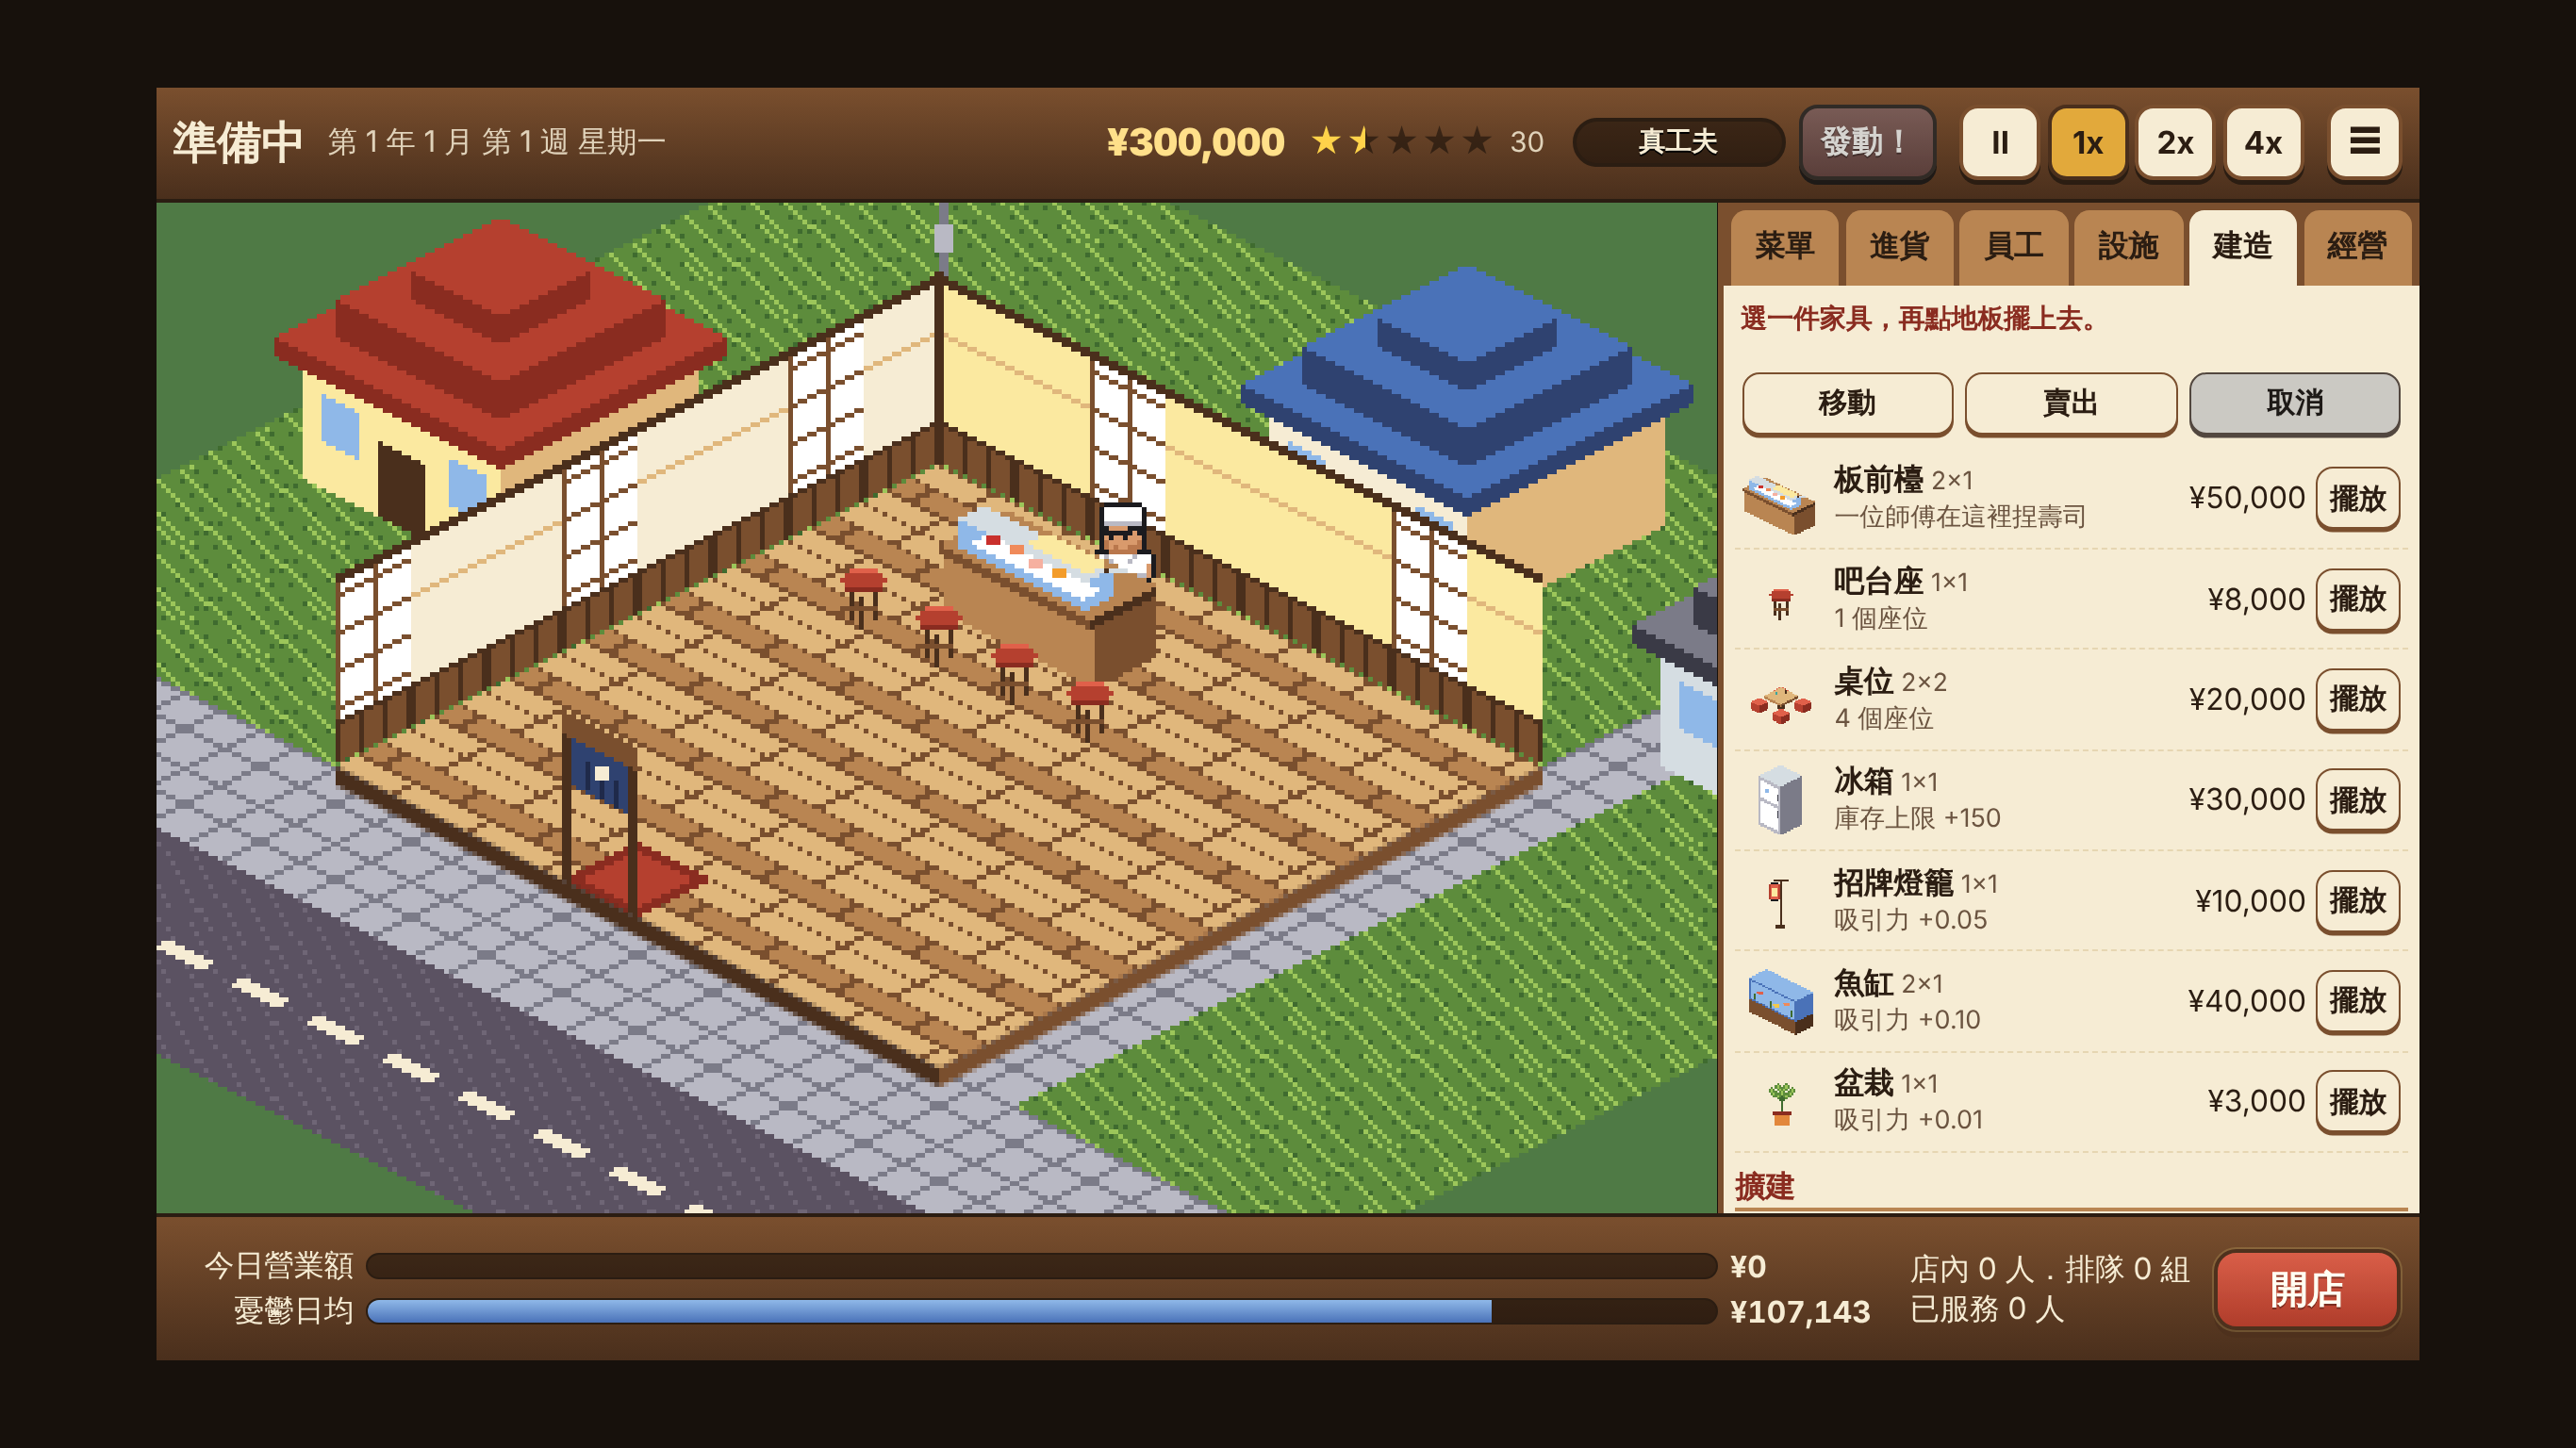 準備中 第 1 年 1 月 第 1 週 星期一 ¥300,000 30 真工夫 發動！ II 1x 2x 4x
菜單 進貨 員工 設施 建造 經營
選一件家具，再點地板擺上去。
移動 賣出 取消
板前檯 2×1
一位師傅在這裡捏壽司
¥50,000 擺放
吧台座 1×1
1 個座位
¥8,000 擺放
桌位 2×2
4 個座位
¥20,000 擺放
冰箱 1×1
庫存上限 +150
¥30,000 擺放
招牌燈籠 1×1
吸引力 +0.05
¥10,000 擺放
魚缸 2×1
吸引力 +0.10
¥40,000 擺放
盆栽 1×1
吸引力 +0.01
¥3,000 擺放
擴建
今日營業額 ¥0
憂鬱日均 ¥107,143
店內 0 人．排隊 0 組
已服務 0 人
開店